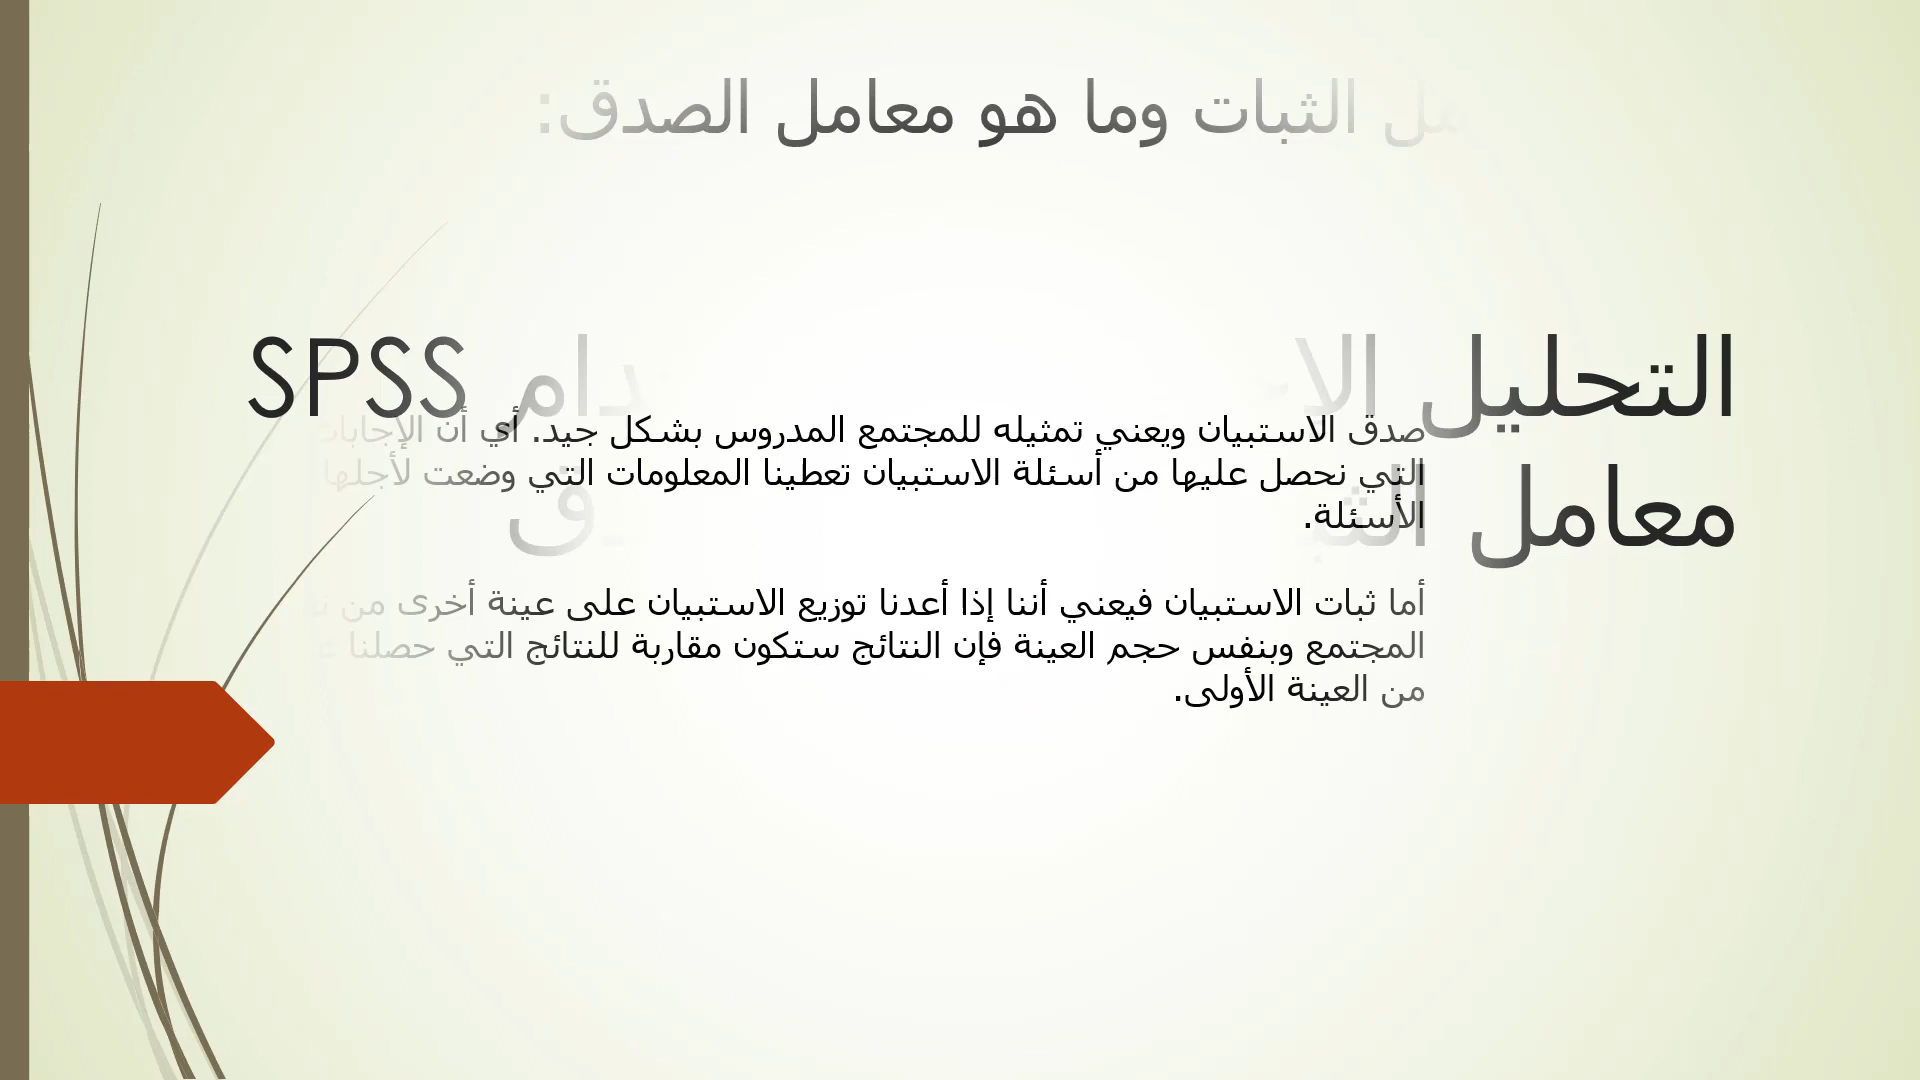 الثبات وما هو معامل الصدق:
التحليل
SPSS
صدق الاستبيان ويعني تمثيله للمجتمع المدروس بشكل جيد. أي أن الإجابات
التي نحصل عليها من أسئلة الاستبيان تعطينا المعلومات التي وضعت لأجلها
الأسئلة.
معامل
أما ثبات الاستبيان فيعني أننا إذا أعدنا توزيع الاستبيان على عينة أخرى من
المجتمع وبنفس حجم العينة فإن النتائج ستكون مقاربة للنتائج التي حصلنا
من العينة الأولى.